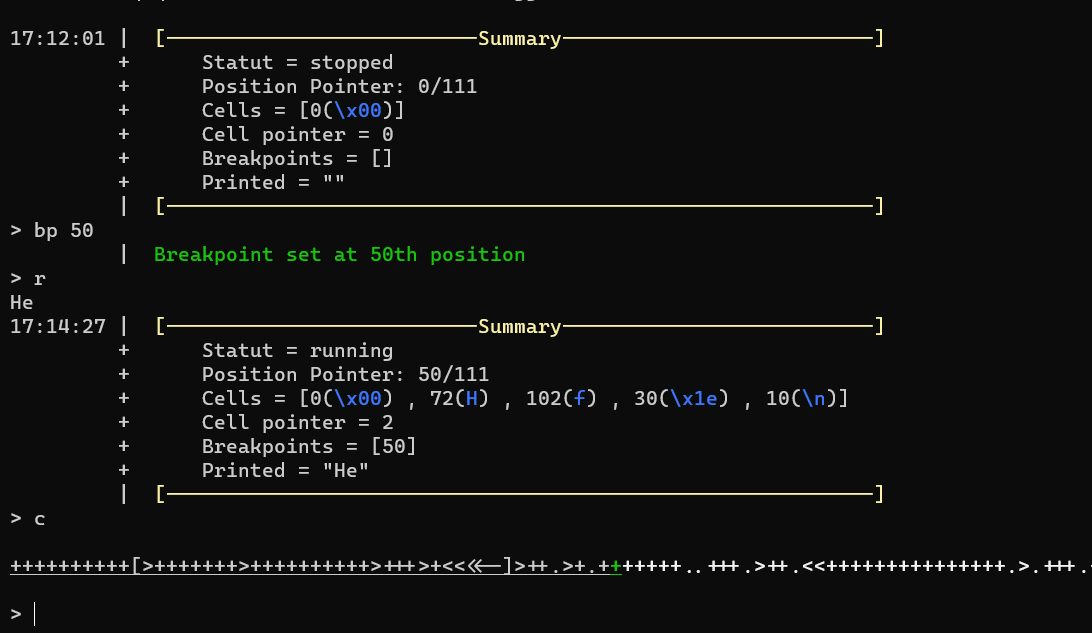 17:12:01 | [──────────────────────────Summary──────────────────────────]
+ Statut = stopped
+ Position Pointer: 0/111
+ Cells = [0(\x00)]
+ Cell pointer = 0
+ Breakpoints = []
+ Printed = ""
| [───────────────────────────────────────────────────────────]
> bp 50
| Breakpoint set at 50th position
> r
He
17:14:27 | [──────────────────────────Summary──────────────────────────]
+ Statut = running
+ Position Pointer: 50/111
+ Cells = [0(\x00) , 72(H) , 102(f) , 30(\x1e) , 10(\n)]
+ Cell pointer = 2
+ Breakpoints = [50]
+ Printed = "He"
| [───────────────────────────────────────────────────────────]
> c
++++++++++[>+++++++>++++++++++>+++>+<<<<-]>++.>+.+++++++..+++.>++.<<+++++++++++++++.>.+++.
>